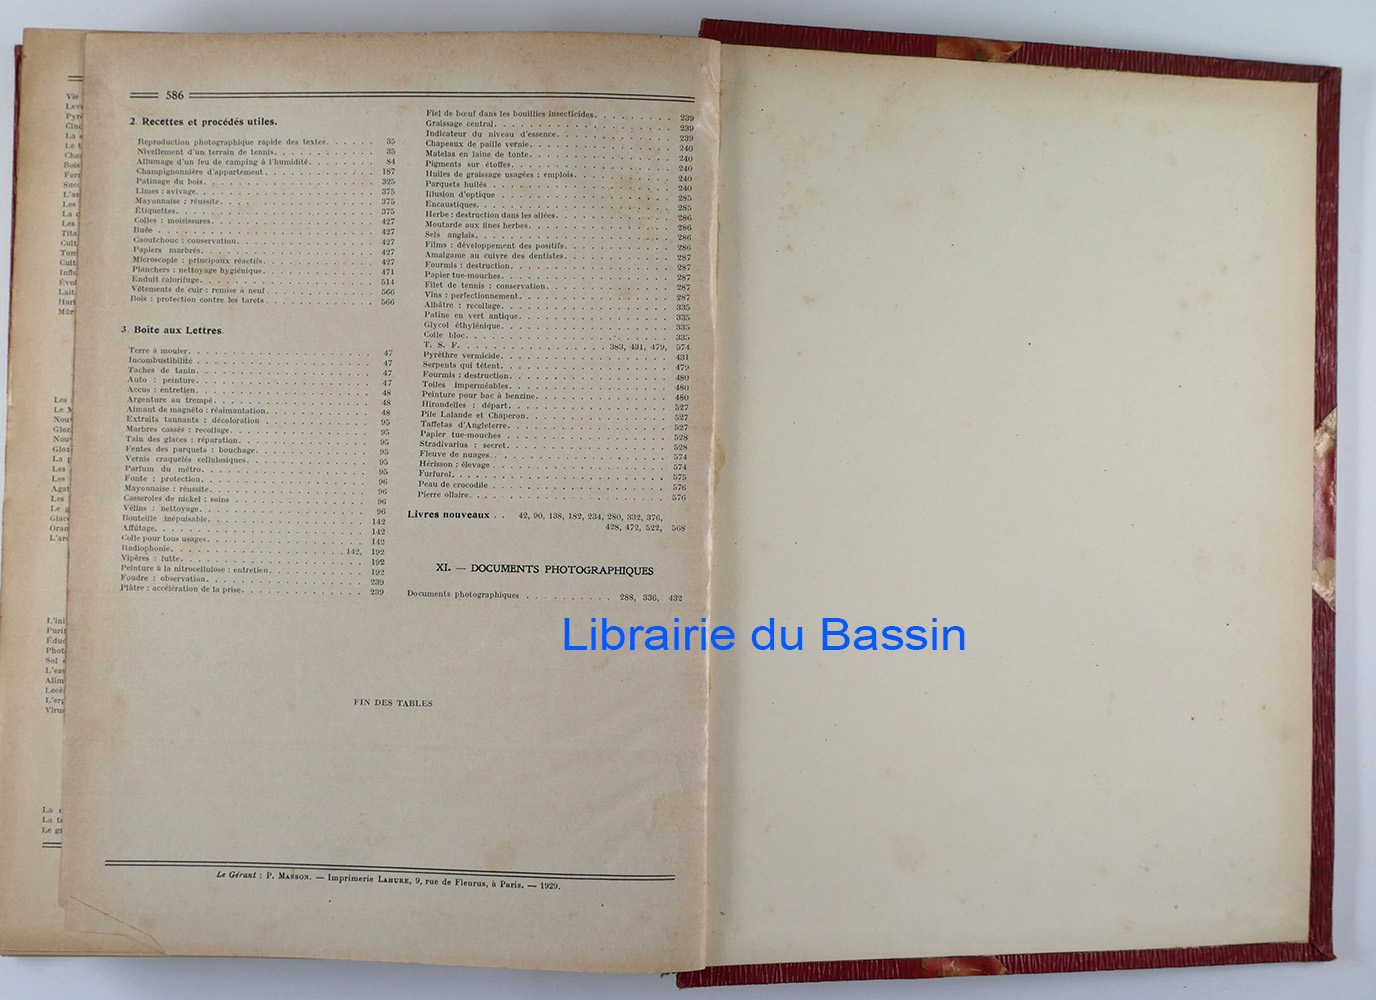 586
2. Recettes et procédés utiles.
Reproduction photographique rapide des textes. . . . . . 35
Nivellement d'un terrain de tennis. . . . . . 35
Allumage d'un feu de camping à l'humidité. . . . . . 84
Champignonnière d'appartement . . . . . . 187
Patinage du bois. . . . . . 325
Limes : avivage. . . . . . 375
Mayonnaise : réussite. . . . . . 375
Étiquettes. . . . . . 375
Colles : moisissures. . . . . . 427
Buée . . . . . . 427
Caoutchouc : conservation. . . . . . 427
Papiers marbrés. . . . . . 427
Microscopie : principaux réactifs. . . . . . 427
Planchers : nettoyage hygiénique. . . . . . 471
Enduit calorifuge. . . . . . 514
Vêtements de cuir : remise à neuf . . . . . . 566
Bois : protection contre les tarets . . . . . . 566
3. Boite aux Lettres.
Terre à mouler. . . . . . 47
Incombustibilité . . . . . . 47
Taches de tanin. . . . . . 47
Auto : peinture. . . . . . 47
Accus : entretien. . . . . . 48
Argenture au trempé. . . . . . 48
Aimant de magnéto : réaimantation. . . . . . 48
Extraits tannants : décoloration . . . . . . 95
Marbres cassés : recollage. . . . . . 95
Tain des glaces : réparation. . . . . . 95
Fentes des parquets : bouchage. . . . . . 95
Vernis craquelés cellulosiques. . . . . . 95
Parfum du métro. . . . . . 96
Fonte : protection. . . . . . 96
Mayonnaise : réussite. . . . . . 96
Casseroles de nickel : soins . . . . . . 96
Vélins : nettoyage. . . . . . 96
Bouteille inépuisable. . . . . . 142
Affûtage. . . . . . 142
Colle pour tous usages. . . . . . 142
Radiophonie. . . . . . 142, 192
Vipères : lutte. . . . . . 192
Peinture à la nitrocellulose : entretien. . . . . . 192
Foudre : observation. . . . . . 239
Plâtre : accélération de la prise. . . . . . 239
Fiel de bœuf dans les bouillies insecticides. . . . . . 239
Graissage central. . . . . . 239
Indicateur du niveau d'essence. . . . . . 239
Chapeaux de paille vernie. . . . . . 240
Matelas en laine de tonte. . . . . . 240
Pigments sur étoffes. . . . . . 240
Huiles de graissage usagées : emplois. . . . . . 240
Parquets huilés . . . . . . 240
Illusion d'optique . . . . . . 285
Encaustiques. . . . . . 285
Herbe : destruction dans les allées. . . . . . 286
Moutarde aux fines herbes. . . . . . 286
Sels anglais. . . . . . 286
Films : développement des positifs. . . . . . 286
Amalgame au cuivre des dentistes. . . . . . 287
Fourmis : destruction. . . . . . 287
Papier tue-mouches. . . . . . 287
Filet de tennis : conservation. . . . . . 287
Vins : perfectionnement. . . . . . 287
Albâtre : recollage. . . . . . 335
Patine en vert antique. . . . . . 335
Glycol éthylénique. . . . . . 335
Colle bloc. . . . . . 335
T. S. F. . . . . . 383, 431, 479, 574
Pyrèthre vermicide. . . . . . 431
Serpents qui tètent. . . . . . 479
Fourmis : destruction. . . . . . 480
Toiles imperméables. . . . . . 480
Peinture pour bac à benzine. . . . . . 480
Hirondelles : départ. . . . . . 527
Pile Lalande et Chaperon. . . . . . 527
Taffetas d'Angleterre. . . . . . 527
Papier tue-mouches . . . . . . 528
Stradivarius : secret. . . . . . 528
Fleuve de nuages. . . . . . 574
Hérisson : élevage . . . . . . 574
Furfurol. . . . . . 575
Peau de crocodile . . . . . . 576
Pierre ollaire. . . . . . 576
Livres nouveaux . . 42, 90, 138, 182, 234, 280, 332, 376,
428, 472, 522, 568
XI. — DOCUMENTS PHOTOGRAPHIQUES
Documents photographiques . . . . . . 288, 336, 432
Librairie du Bassin
FIN DES TABLES
Le Gérant : P. MASSON. — Imprimerie LAHURE, 9, rue de Fleurus, à Paris. — 1929.